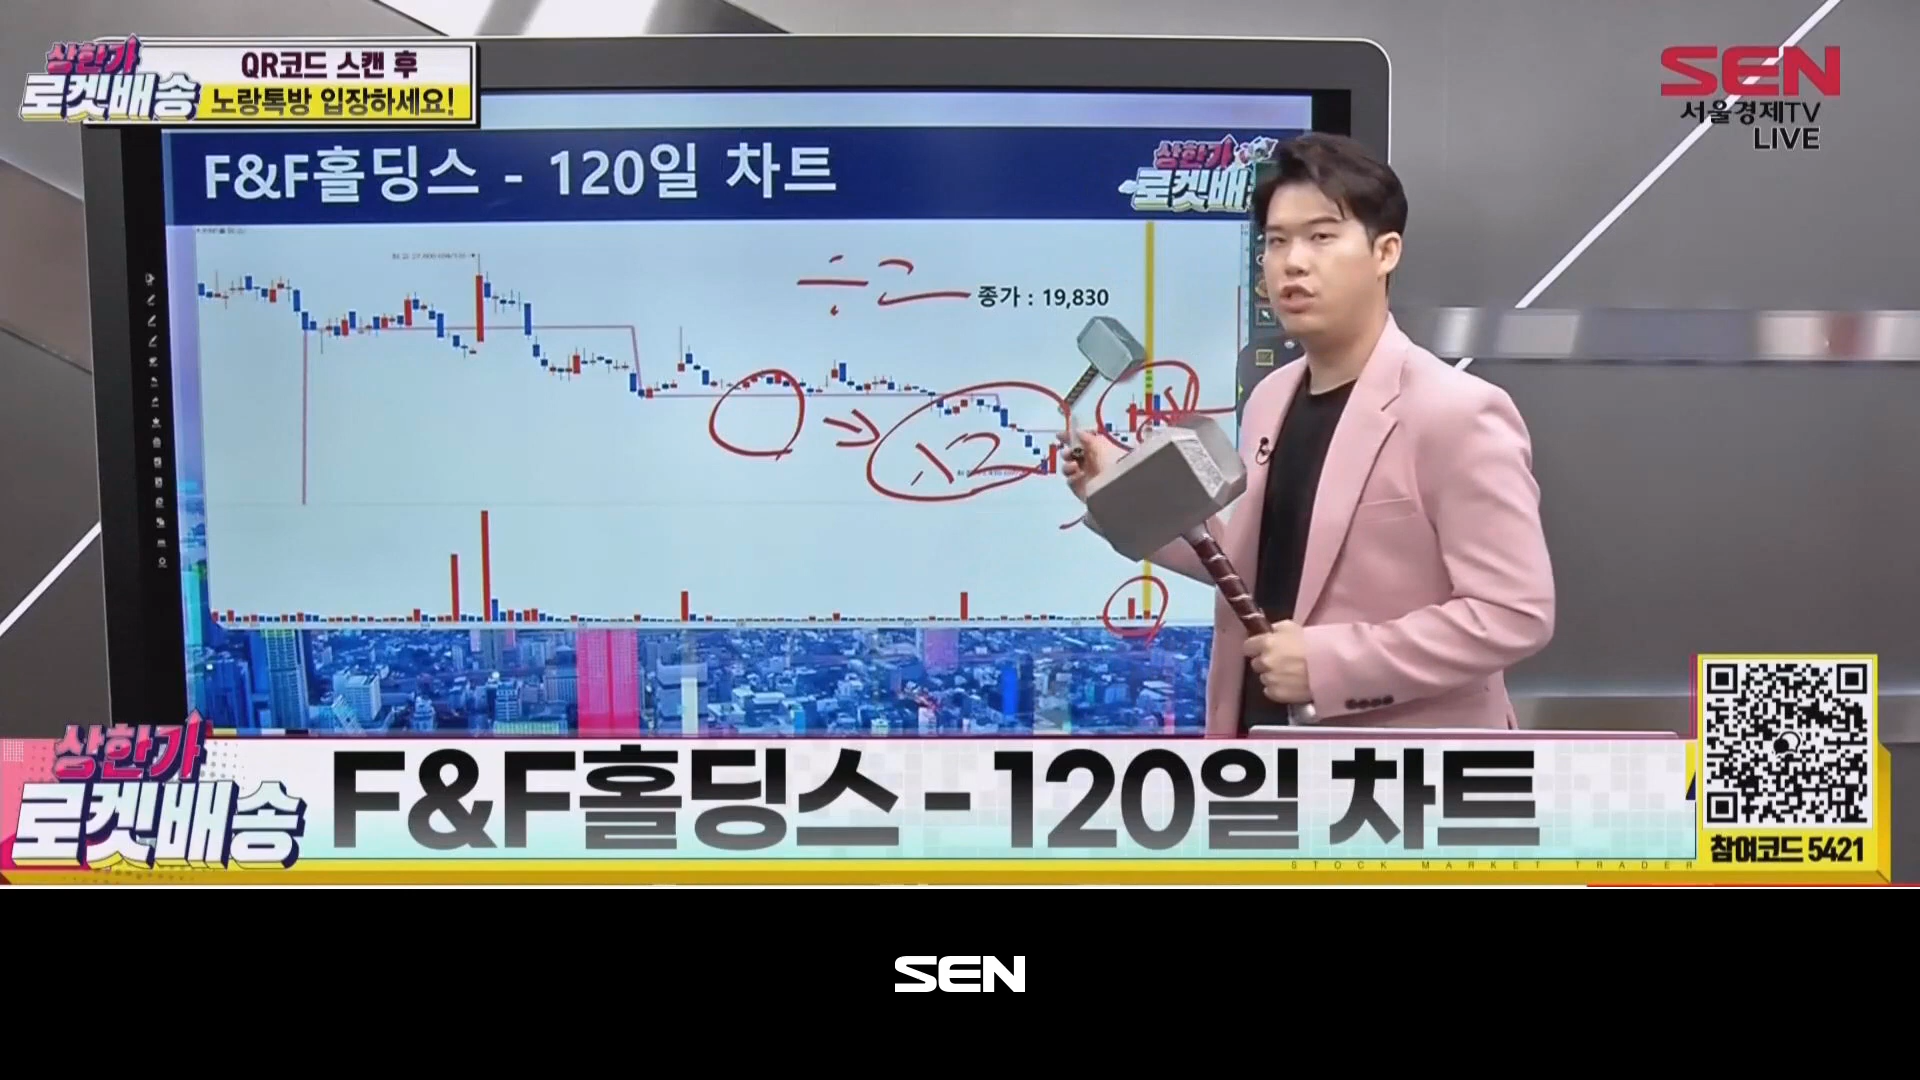 상한가
로켓배송
QR코드 스캔 후
노랑톡방 입장하세요!
SEN
서울경제TV
LIVE
F&F홀딩스 - 120일 차트
상한가
로켓배
÷2
종가 : 19,830
상한가
로켓배송
F&F홀딩스 - 120일 차트
STOCK MARKET TRADER
참여코드 5421
SEN